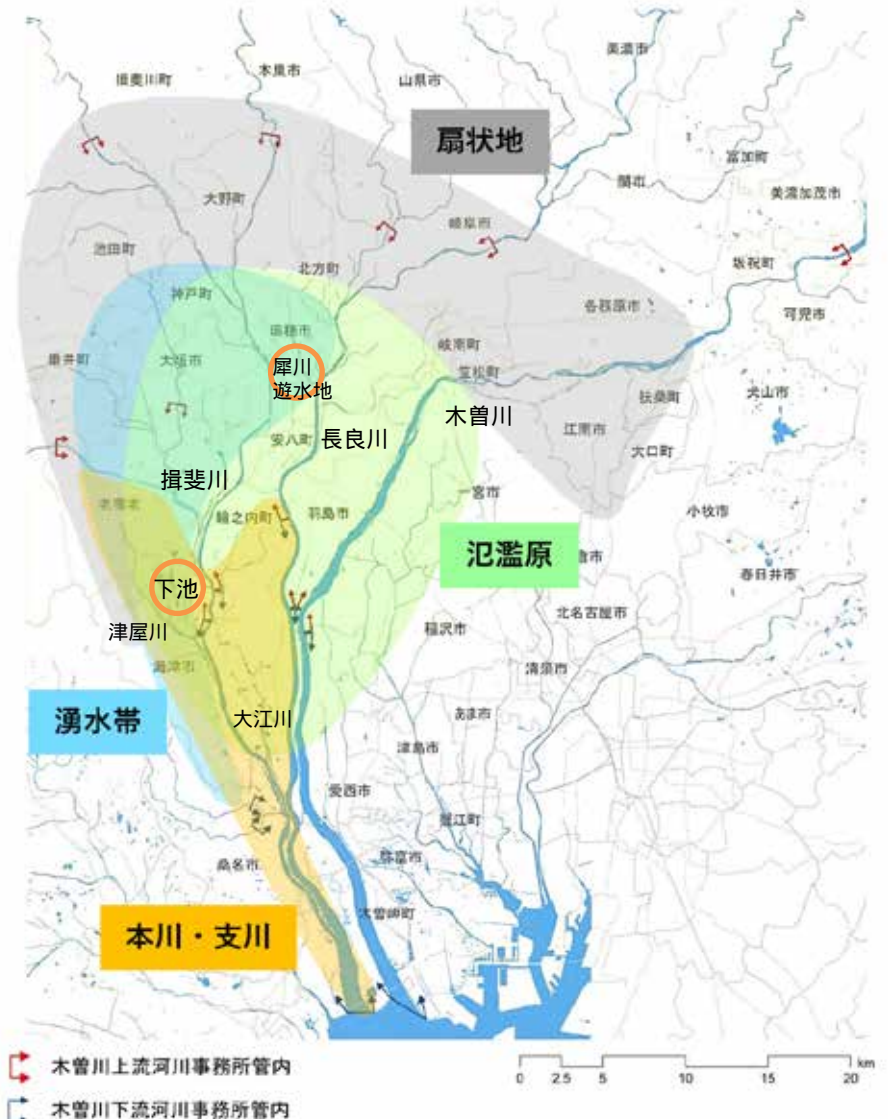 美濃市
本巣市
揖斐川町
山県市
扇状地
富加町
関市
美濃加茂市
大野町
岐阜市
池田町
坂祝町
北方町
神戸町
各務原市
可児市
瑞穂市
岐南町
垂井町
大垣市
犀川
遊水地
笠松町
扶桑町
犬山市
木曽川
江南市
安八町
長良川
大口町
揖斐川
一宮市
養老町
輪之内町
羽島市
小牧市
氾濫原
倉市
春日井市
下池
北名古屋市
津屋川
稲沢市
海津市
清須市
湧水帯
大江川
あま市
津島市
愛西市
蟹江町
桑名市
弥富市
木曽岬町
本川・支川
木曽川上流河川事務所管内
km
0 2.5 5 10 15 20
木曽川下流河川事務所管内